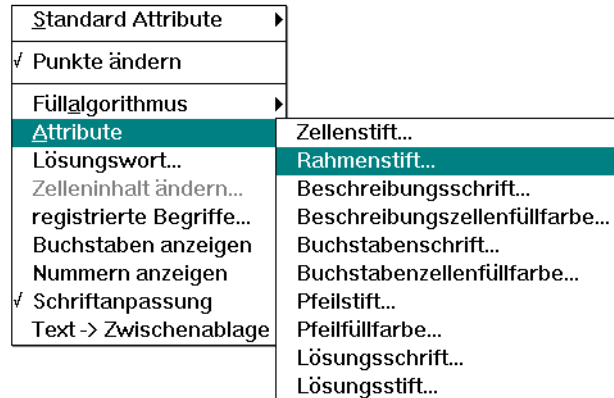 Standard Attribute
√ Punkte ändern
Füllalgorithmus
Attribute
Lösungswort...
Zelleninhalt ändern...
registrierte Begriffe...
Buchstaben anzeigen
Nummern anzeigen
√ Schriftanpassung
Text -> Zwischenablage
Zellenstift...
Rahmenstift...
Beschreibungsschrift...
Beschreibungszellenfüllfarbe...
Buchstabenschrift...
Buchstabenzellenfüllfarbe...
Pfeilstift...
Pfeilfüllfarbe...
Lösungsschrift...
Lösungsstift...